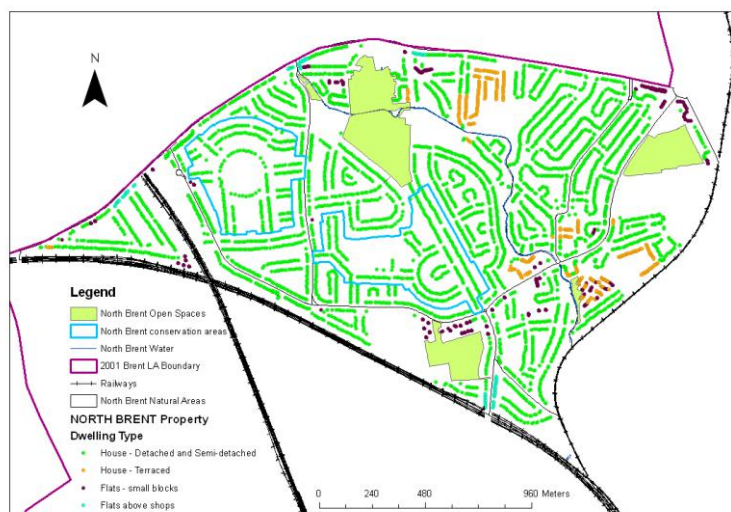 N
Legend
North Brent Open Spaces
North Brent conservation areas
North Brent Water
2001 Brent LA Boundary
Railways
North Brent Natural Areas
NORTH BRENT Property
Dwelling Type
House - Detached and Semi-detached
House - Terraced
Flats - small blocks
Flats above shops
0 240 480 960 Meters